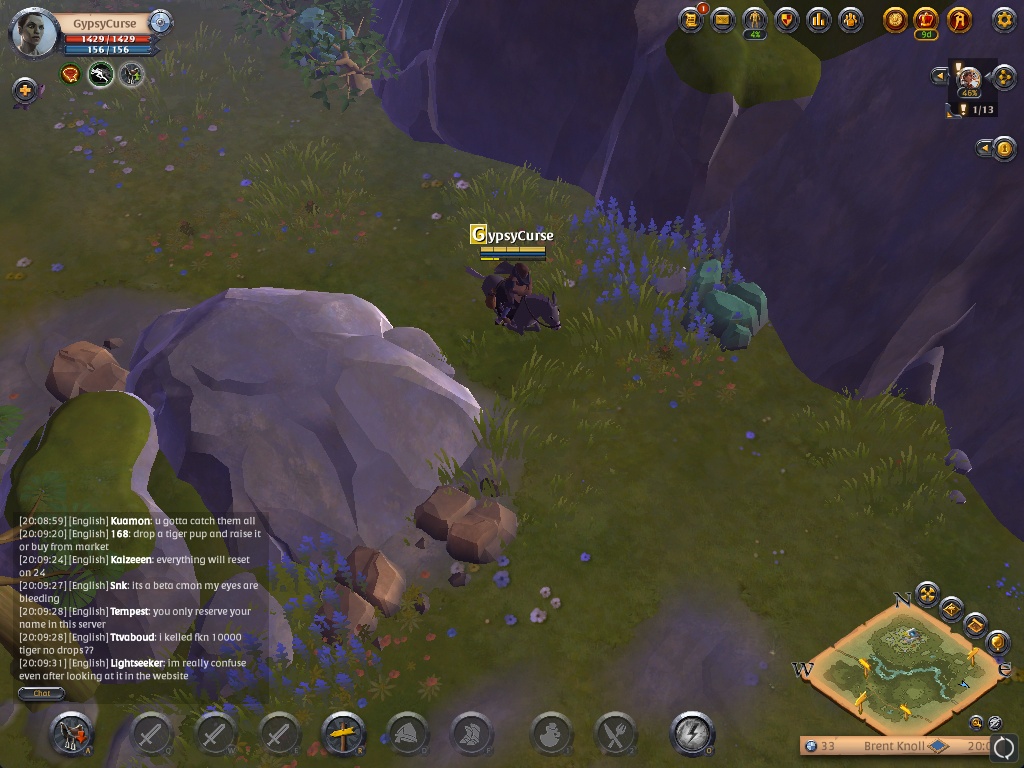 GypsyCurse
1429 / 1429
156 / 156
1
4%
9d
46%
1/13
1
GypsyCurse
[20:08:59] [English] Kuamon: u gotta catch them all
[20:09:20] [English] 168: drop a tiger pup and raise it
or buy from market
[20:09:24] [English] Kaizeeen: everything will reset
on 24
[20:09:27] [English] Snk: its a beta cmon my eyes are
bleeding
[20:09:28] [English] Tempest: you only reserve your
name in this server
[20:09:28] [English] Ttvaboud: i kelled fkn 10000
tiger no drops??
[20:09:31] [English] Lightseeker: im really confuse
even after looking at it in the website
Chat
N
W
E
A
Q
W
E
R
D
F
O
33 Brent Knoll 20:0